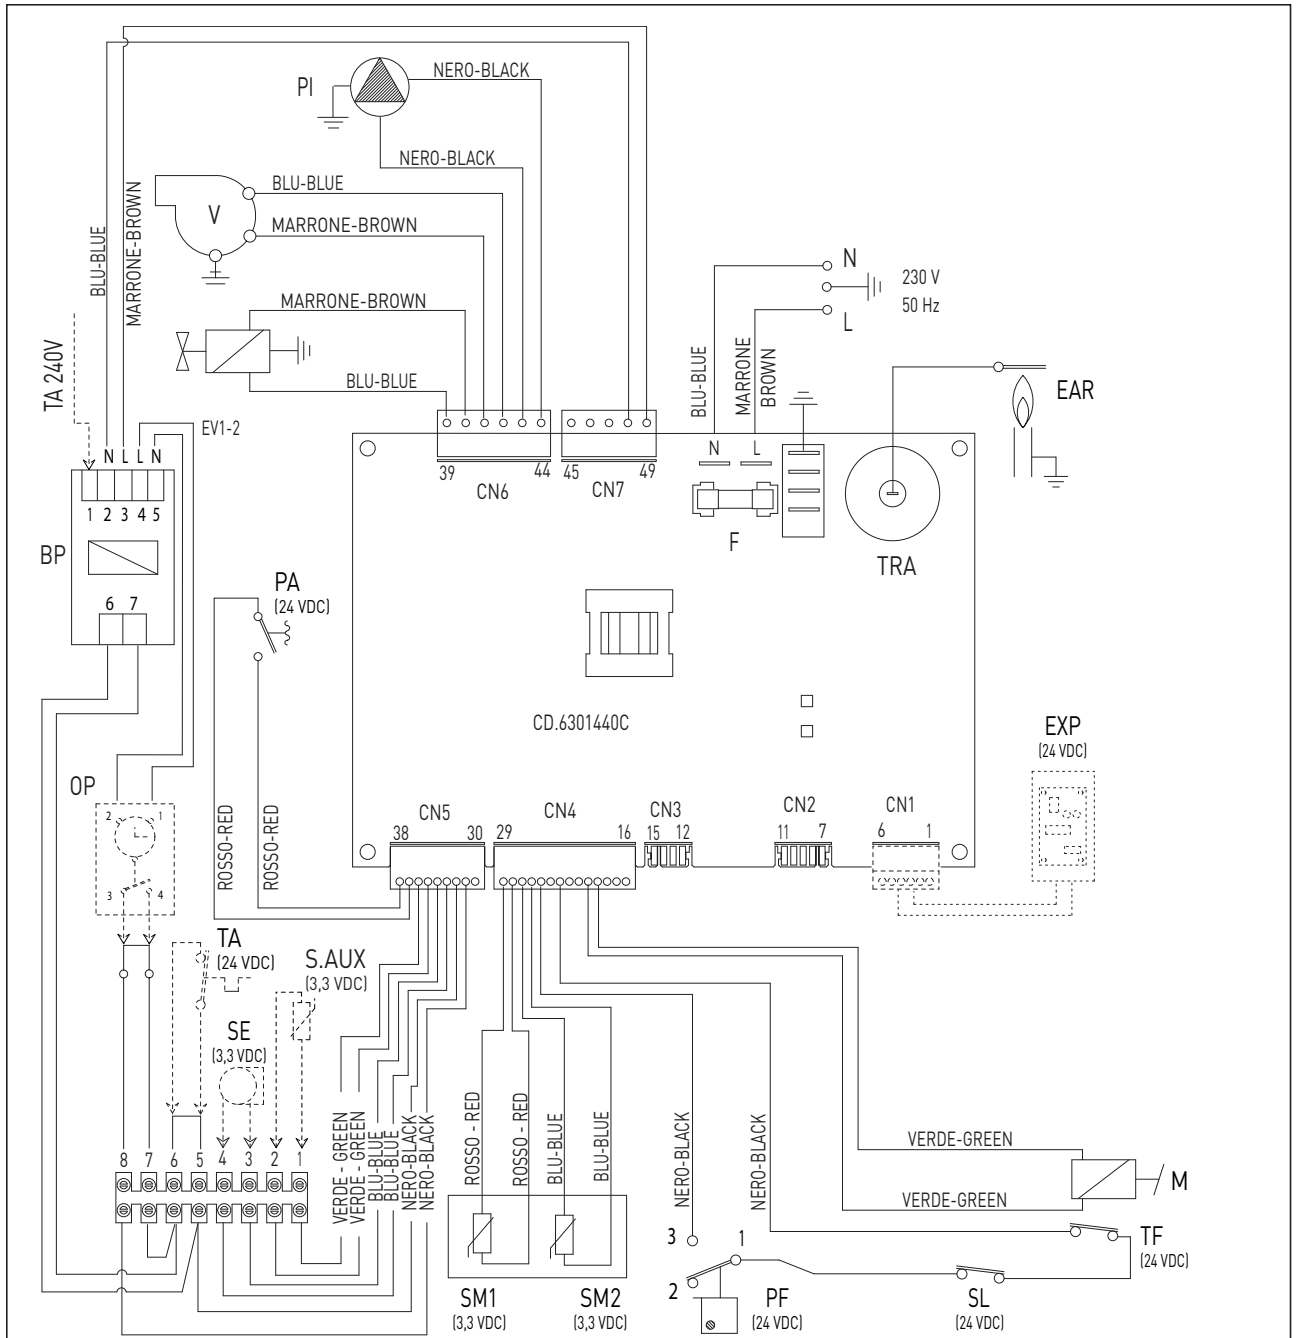 PI
NERO-BLACK
NERO-BLACK
BLU-BLUE
V
MARRONE-BROWN
MARRONE-BROWN
BLU-BLUE
BLU-BLUE
MARRONE-BROWN
TA 240V
N
230 V
50 Hz
L
BLU-BLUE
MARRONE
BROWN
EAR
EV1-2
N L L N
N L
39 44 45 49
CN6 CN7
1 2 3 4 5
F
TRA
BP
PA
(24 VDC)
6 7
CD.6301440C
EXP
(24 VDC)
OP
2 1
3 4
ROSSO-RED
ROSSO-RED
CN5 CN4 CN3 CN2 CN1
38 30 29 16 15 12 11 7 6 1
TA
(24 VDC)
S.AUX
(3,3 VDC)
SE
(3,3 VDC)
8 7 6 5 4 3 2 1
VERDE - GREEN
VERDE - GREEN
BLU-BLUE
BLU-BLUE
NERO-BLACK
NERO-BLACK
ROSSO - RED
ROSSO - RED
BLU-BLUE
BLU-BLUE
NERO-BLACK
NERO-BLACK
VERDE-GREEN
VERDE-GREEN
M
3 1
2
TF
(24 VDC)
SM1
(3,3 VDC)
SM2
(3,3 VDC)
PF
(24 VDC)
SL
(24 VDC)